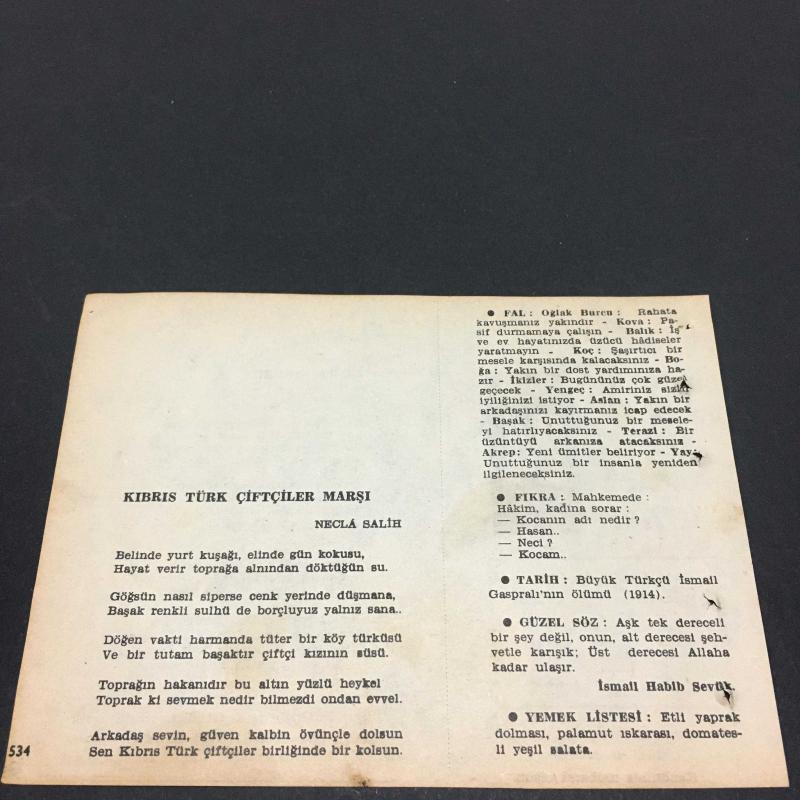 KIBRIS TÜRK ÇİFTÇİLER MARŞI
NECLÁ SALİH
Belinde yurt kuşağı, elinde gün kokusu,
Hayat verir toprağa alnından döktüğün su.
Göğsün nasıl siperse cenk yerinde düşmana,
Başak renkli sulhü de borçluyuz yalnız sana..
Döğen vakti harmanda tüter bir köy türküsü
Ve bir tutam başaktır çiftçi kızının süsü.
Toprağın hakanıdır bu altın yüzlü heykel
Toprak ki sevmek nedir bilmezdi ondan evvel.
Arkadaş sevin, güven kalbin övünçle dolsun
Sen Kıbrıs Türk çiftçiler birliğinde bir kolsun.
534
● FAL : Oğlak Burcu : Rahata
kavuşmanız yakındır - Kova : Pa-
sif durmamaya çalışın - Balık : İş
ve ev hayatınızda üzücü hâdiseler
yaratmayın - Koç : Şaşırtıcı bir
mesele karşısında kalacaksınız - Bo-
ğa : Yakın bir dost yardımınıza ha-
zır - İkizler : Bugününüz çok güzel
geçecek - Yengeç : Amiriniz sizin
iyiliğinizi istiyor - Aslan : Yakın bir
arkadaşınızı kayırmanız icap edecek
- Başak : Unuttuğunuz bir mesele-
yi hatırlıyacaksınız - Terazi : Bir
üzüntüyü arkanıza atacaksınız -
Akrep: Yeni ümitler beliriyor - Yay:
Unuttuğunuz bir insanla yeniden
ilgileneceksiniz.
● FIKRA : Mahkemede :
Hâkim, kadına sorar :
— Kocanın adı nedir ?
— Hasan..
— Neci ?
— Kocam..
● TARİH : Büyük Türkçü İsmail
Gaspralı'nın ölümü (1914).
● GÜZEL SÖZ : Aşk tek dereceli
bir şey değil, onun, alt derecesi şeh-
vetle karışık; Üst derecesi Allaha
kadar ulaşır.
İsmail Habib Sevük.
● YEMEK LİSTESİ : Etli yaprak
dolması, palamut ıskarası, domates-
li yeşil salata.